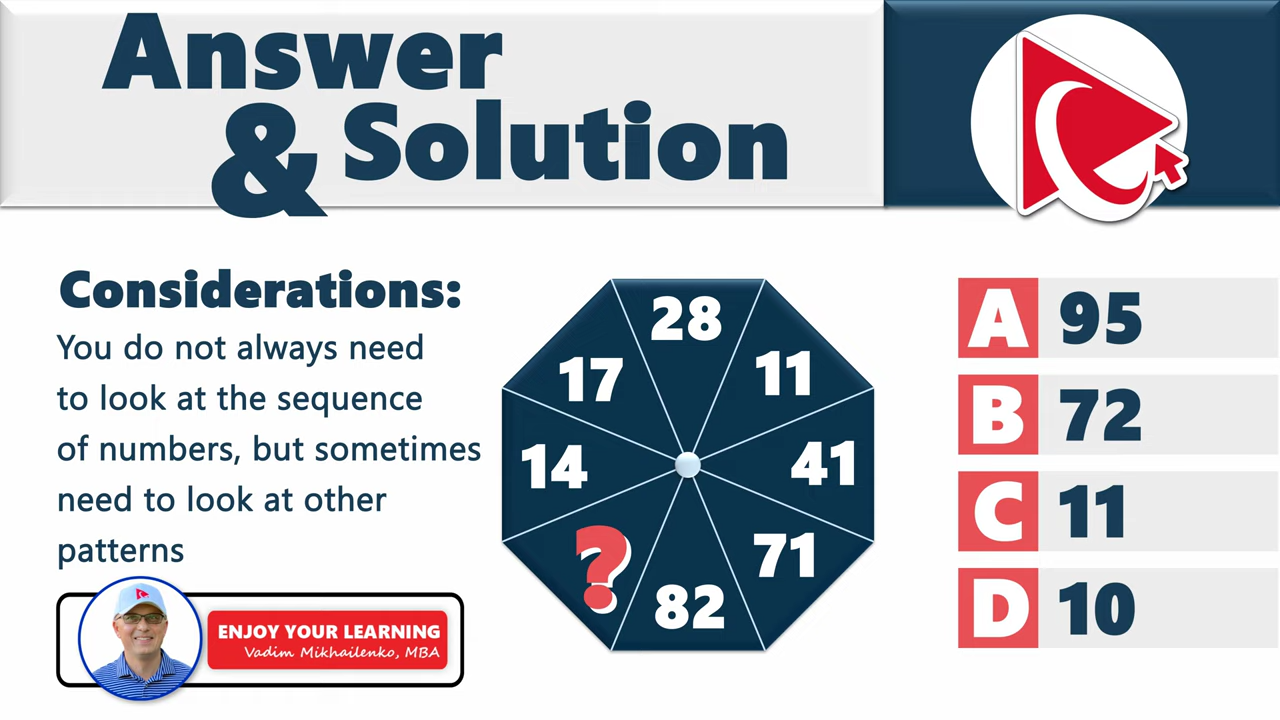 Answer
& Solution
Considerations:
You do not always need
to look at the sequence
of numbers, but sometimes
need to look at other
patterns
ENJOY YOUR LEARNING
Vadim Mikhailenko, MBA
28
17
11
14
41
?
71
82
A 95
B 72
C 11
D 10